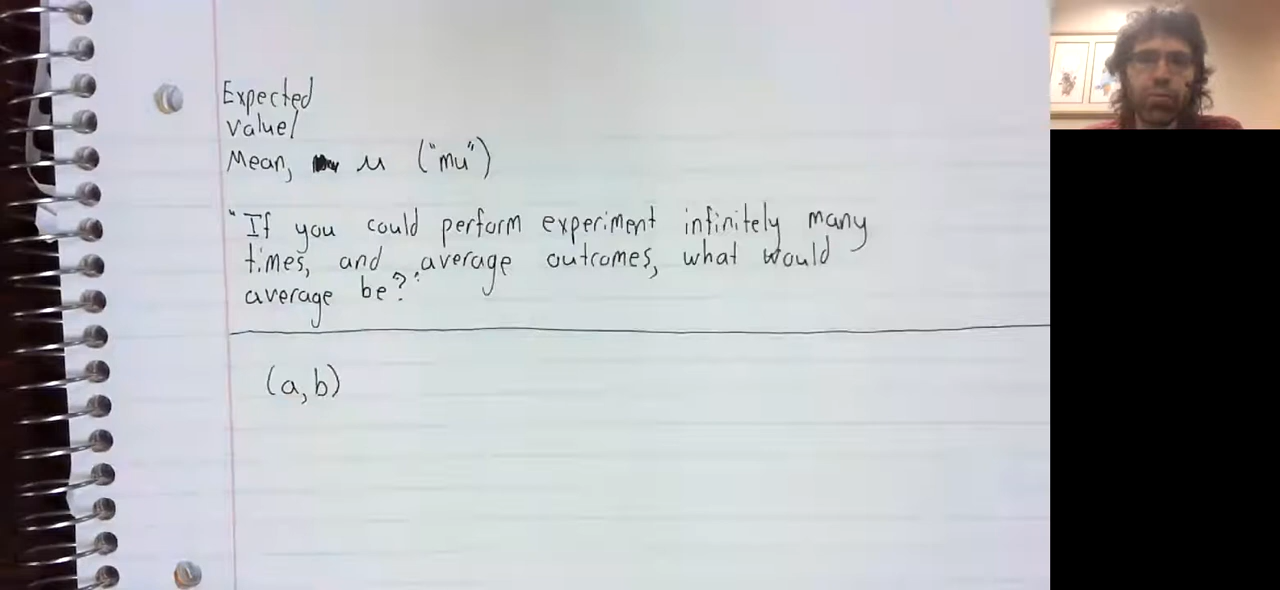 Expected
value/
Mean, μ ("mu")
"If you could perform experiment infinitely many
times, and average outcomes, what would
average be?"
(a,b)